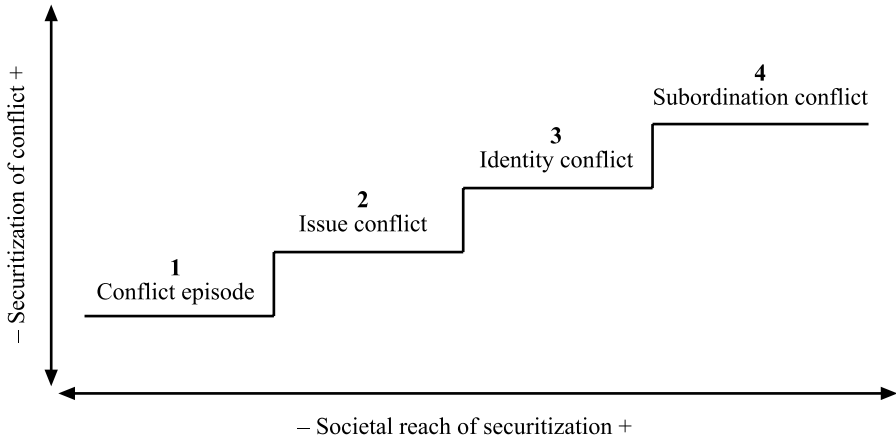 4
Subordination conflict
3
Identity conflict
2
Issue conflict
1
Conflict episode
– Securitization of conflict +
– Societal reach of securitization +